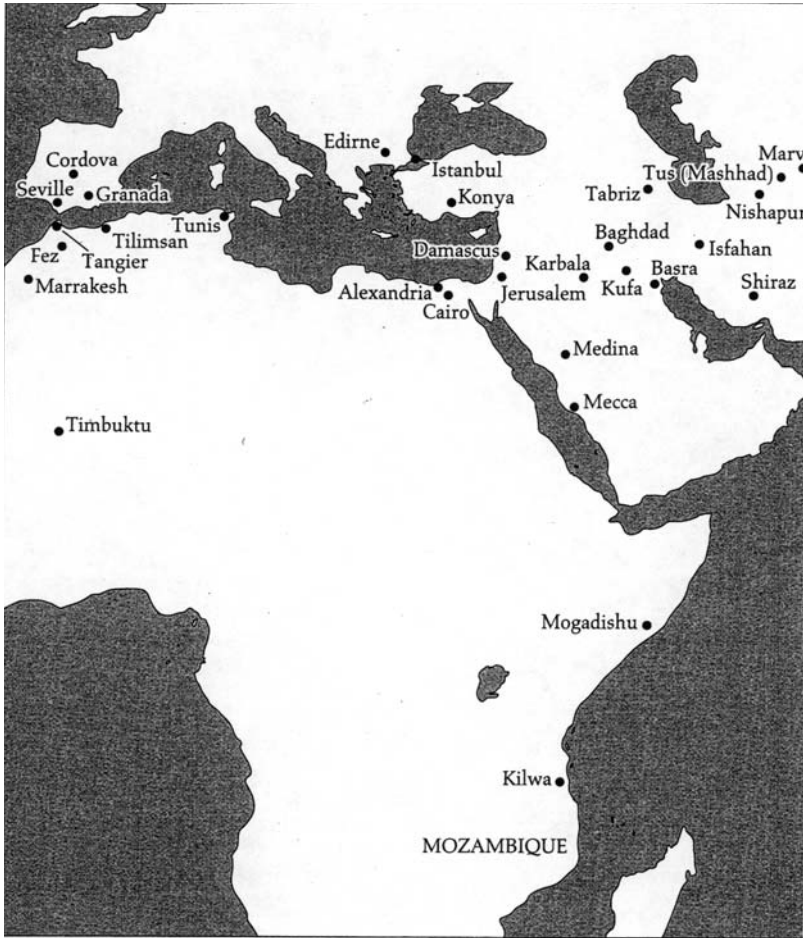 Edirne
Istanbul
Marv
Tus (Mashhad)
Cordova
Seville
Granada
Konya
Tabriz
Nishapur
Tunis
Tilimsan
Fez
Tangier
Damascus
Baghdad
Isfahan
Marrakesh
Alexandria
Cairo
Jerusalem
Karbala
Kufa
Basra
Shiraz
Medina
Mecca
Timbuktu
Mogadishu
Kilwa
MOZAMBIQUE